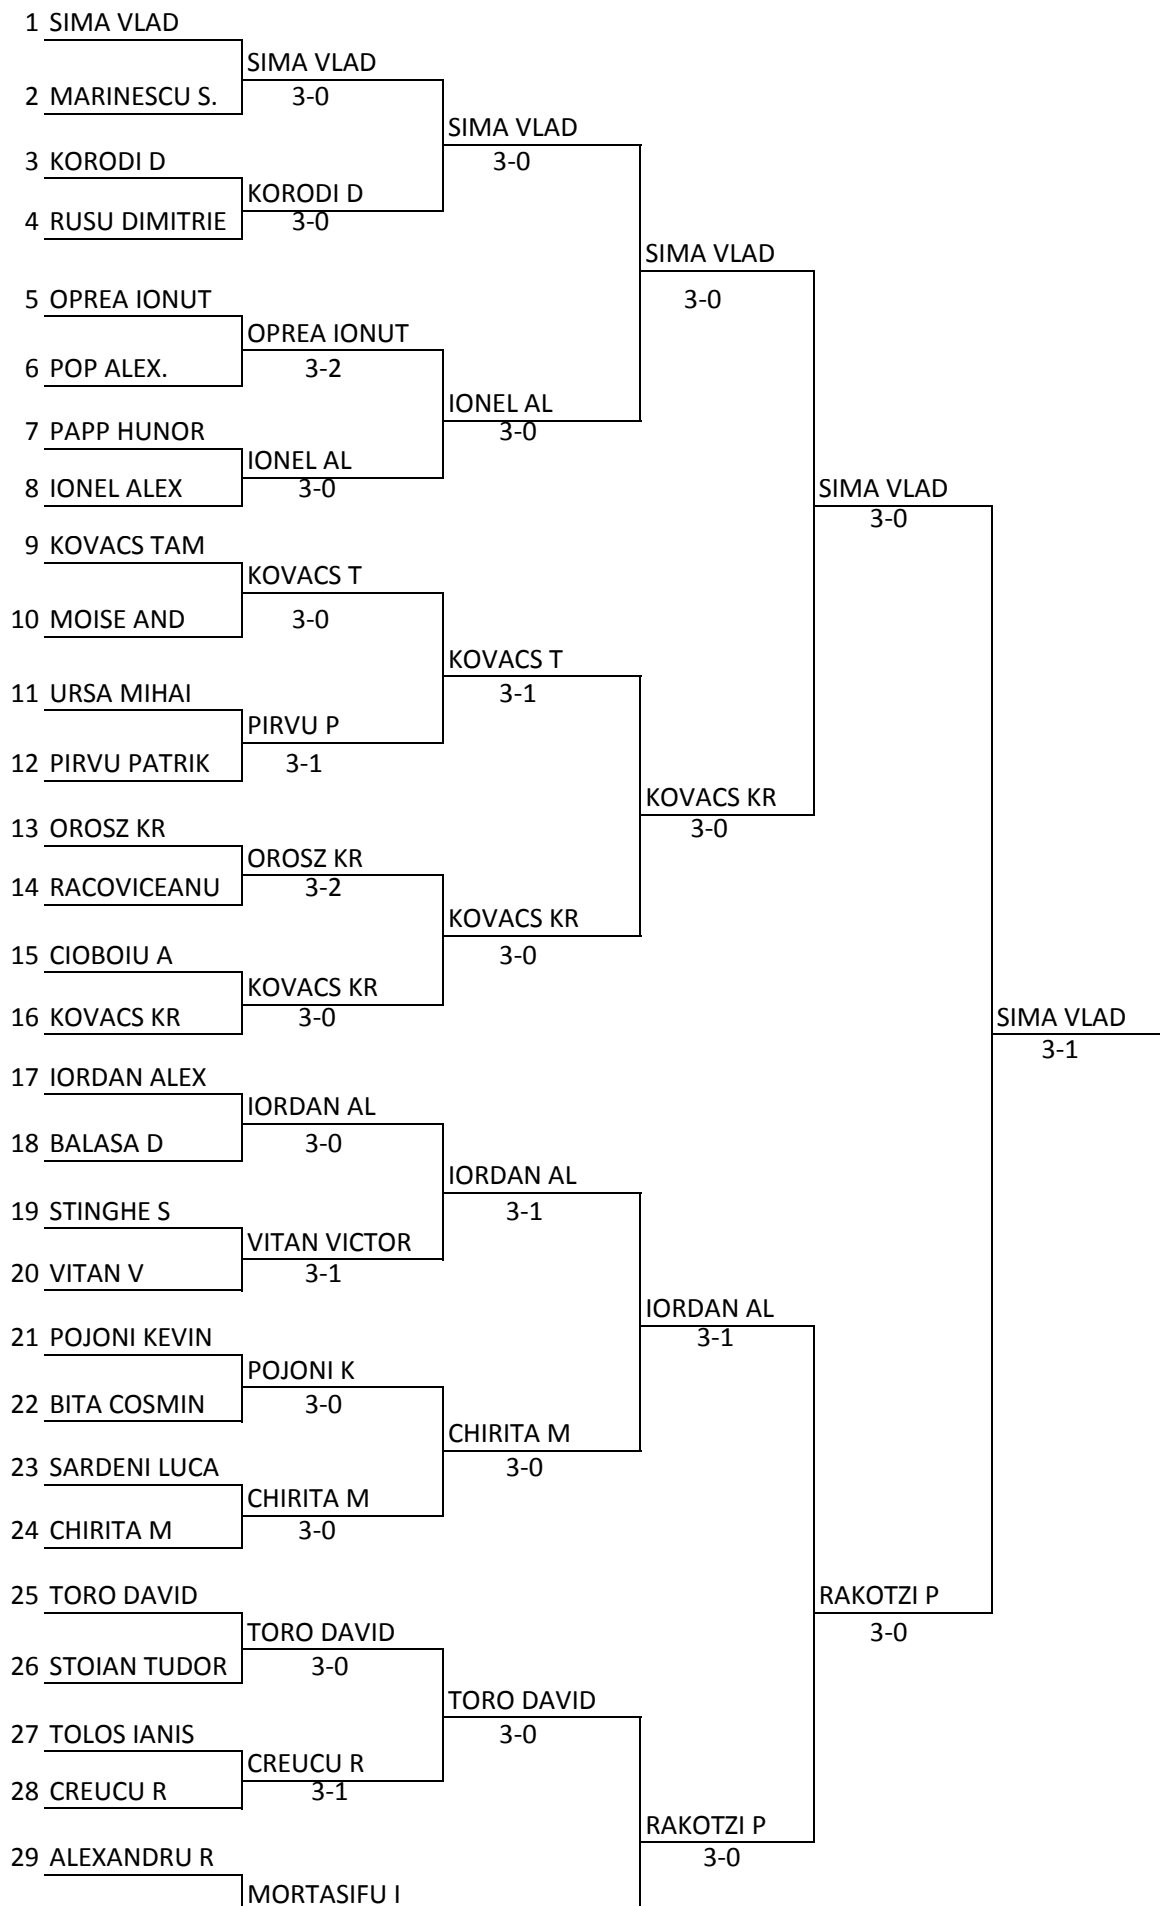 1 SIMA VLAD
SIMA VLAD
2 MARINESCU S.
3-0
SIMA VLAD
3 KORODI D
3-0
KORODI D
4 RUSU DIMITRIE
3-0
SIMA VLAD
5 OPREA IONUT
3-0
OPREA IONUT
6 POP ALEX.
3-2
IONEL AL
7 PAPP HUNOR
3-0
IONEL AL
8 IONEL ALEX
3-0
SIMA VLAD
3-0
9 KOVACS TAM
KOVACS T
10 MOISE AND
3-0
KOVACS T
11 URSA MIHAI
3-1
PIRVU P
12 PIRVU PATRIK
3-1
KOVACS KR
13 OROSZ KR
3-0
OROSZ KR
14 RACOVICEANU
3-2
KOVACS KR
15 CIOBOIU A
3-0
KOVACS KR
16 KOVACS KR
3-0
SIMA VLAD
3-1
17 IORDAN ALEX
IORDAN AL
18 BALASA D
3-0
IORDAN AL
19 STINGHE S
3-1
VITAN VICTOR
20 VITAN V
3-1
IORDAN AL
21 POJONI KEVIN
3-1
POJONI K
22 BITA COSMIN
3-0
CHIRITA M
23 SARDENI LUCA
3-0
CHIRITA M
24 CHIRITA M
3-0
25 TORO DAVID
RAKOTZI P
TORO DAVID
3-0
26 STOIAN TUDOR
3-0
TORO DAVID
27 TOLOS IANIS
3-0
CREUCU R
28 CREUCU R
3-1
RAKOTZI P
29 ALEXANDRU R
3-0
MORTASIFU I